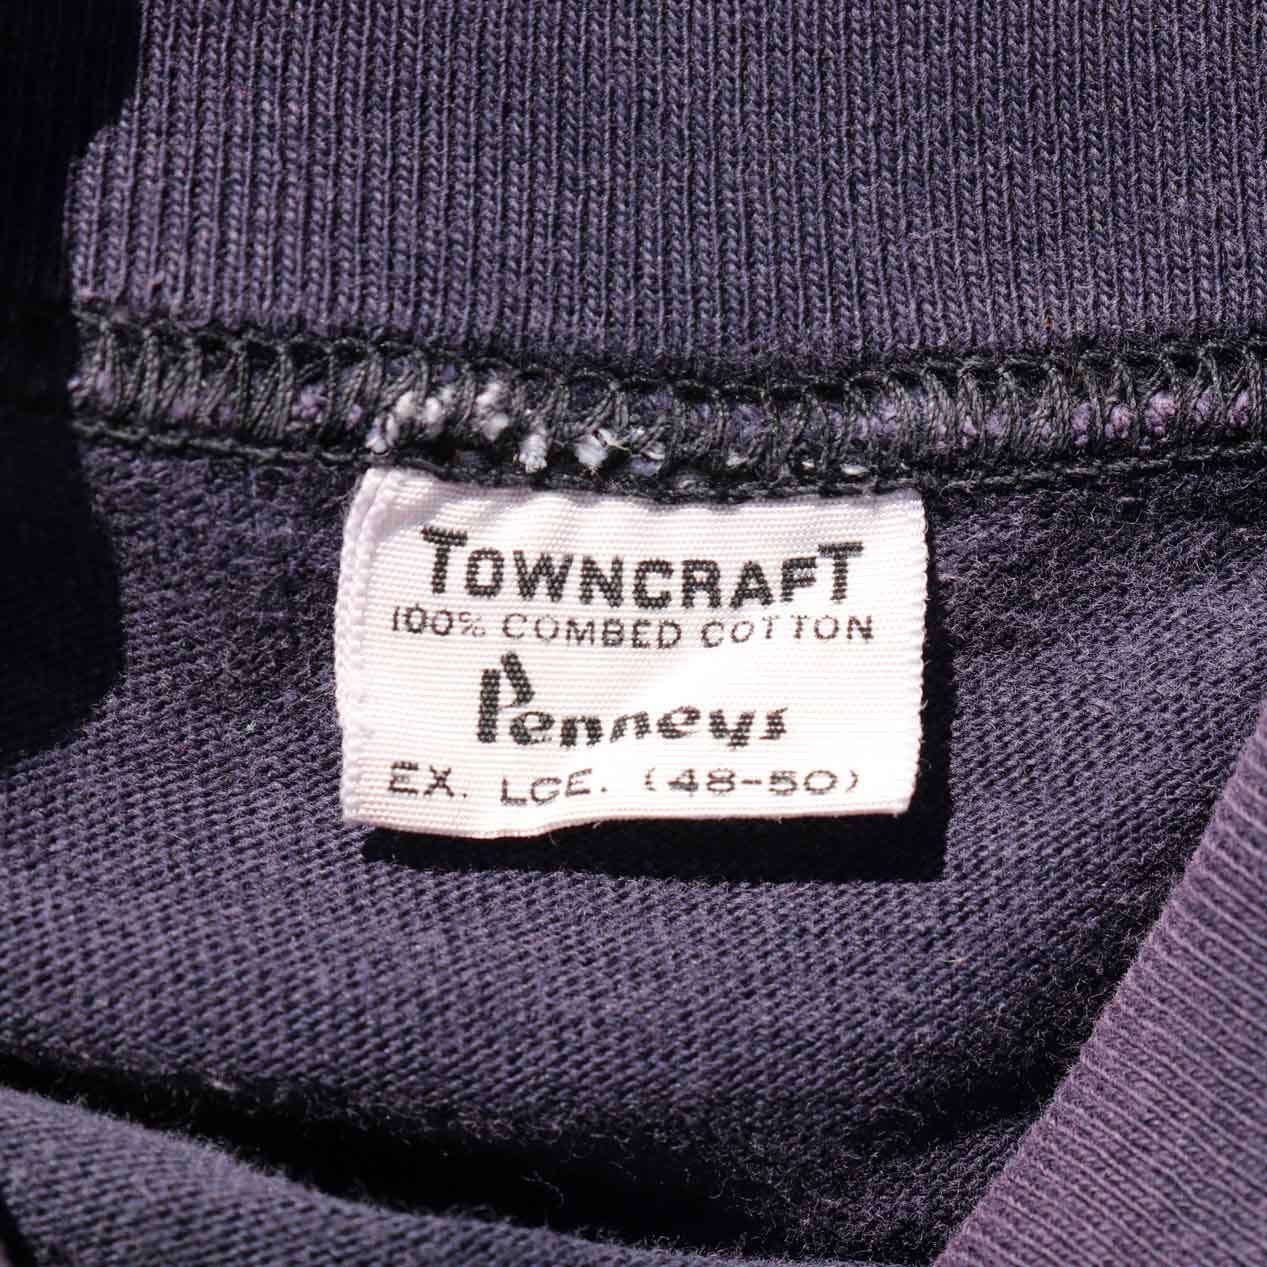 TOWNCRAFT
100% COMBED COTTON
Penneys
EX. LGE. (48-50)